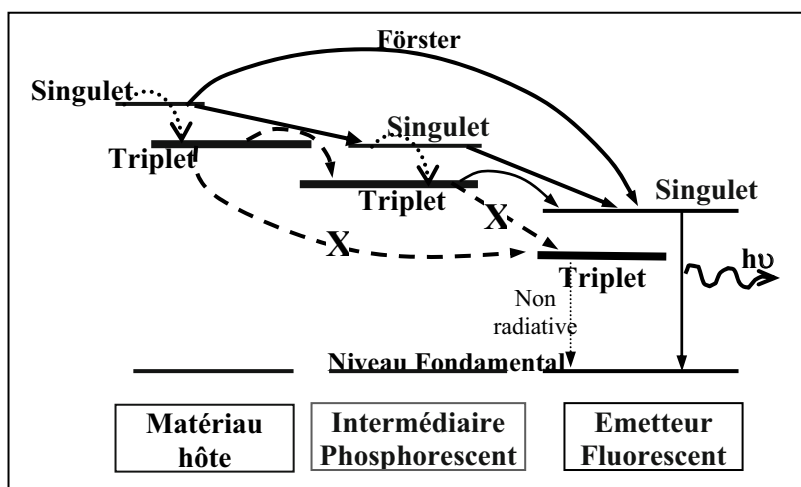 Förster
Singulet
Singulet
Triplet
Triplet
Singulet
X
X
Triplet
hυ
Non
radiative
Niveau Fondamental
Matériau
hôte
Intermédiaire
Phosphorescent
Emetteur
Fluorescent